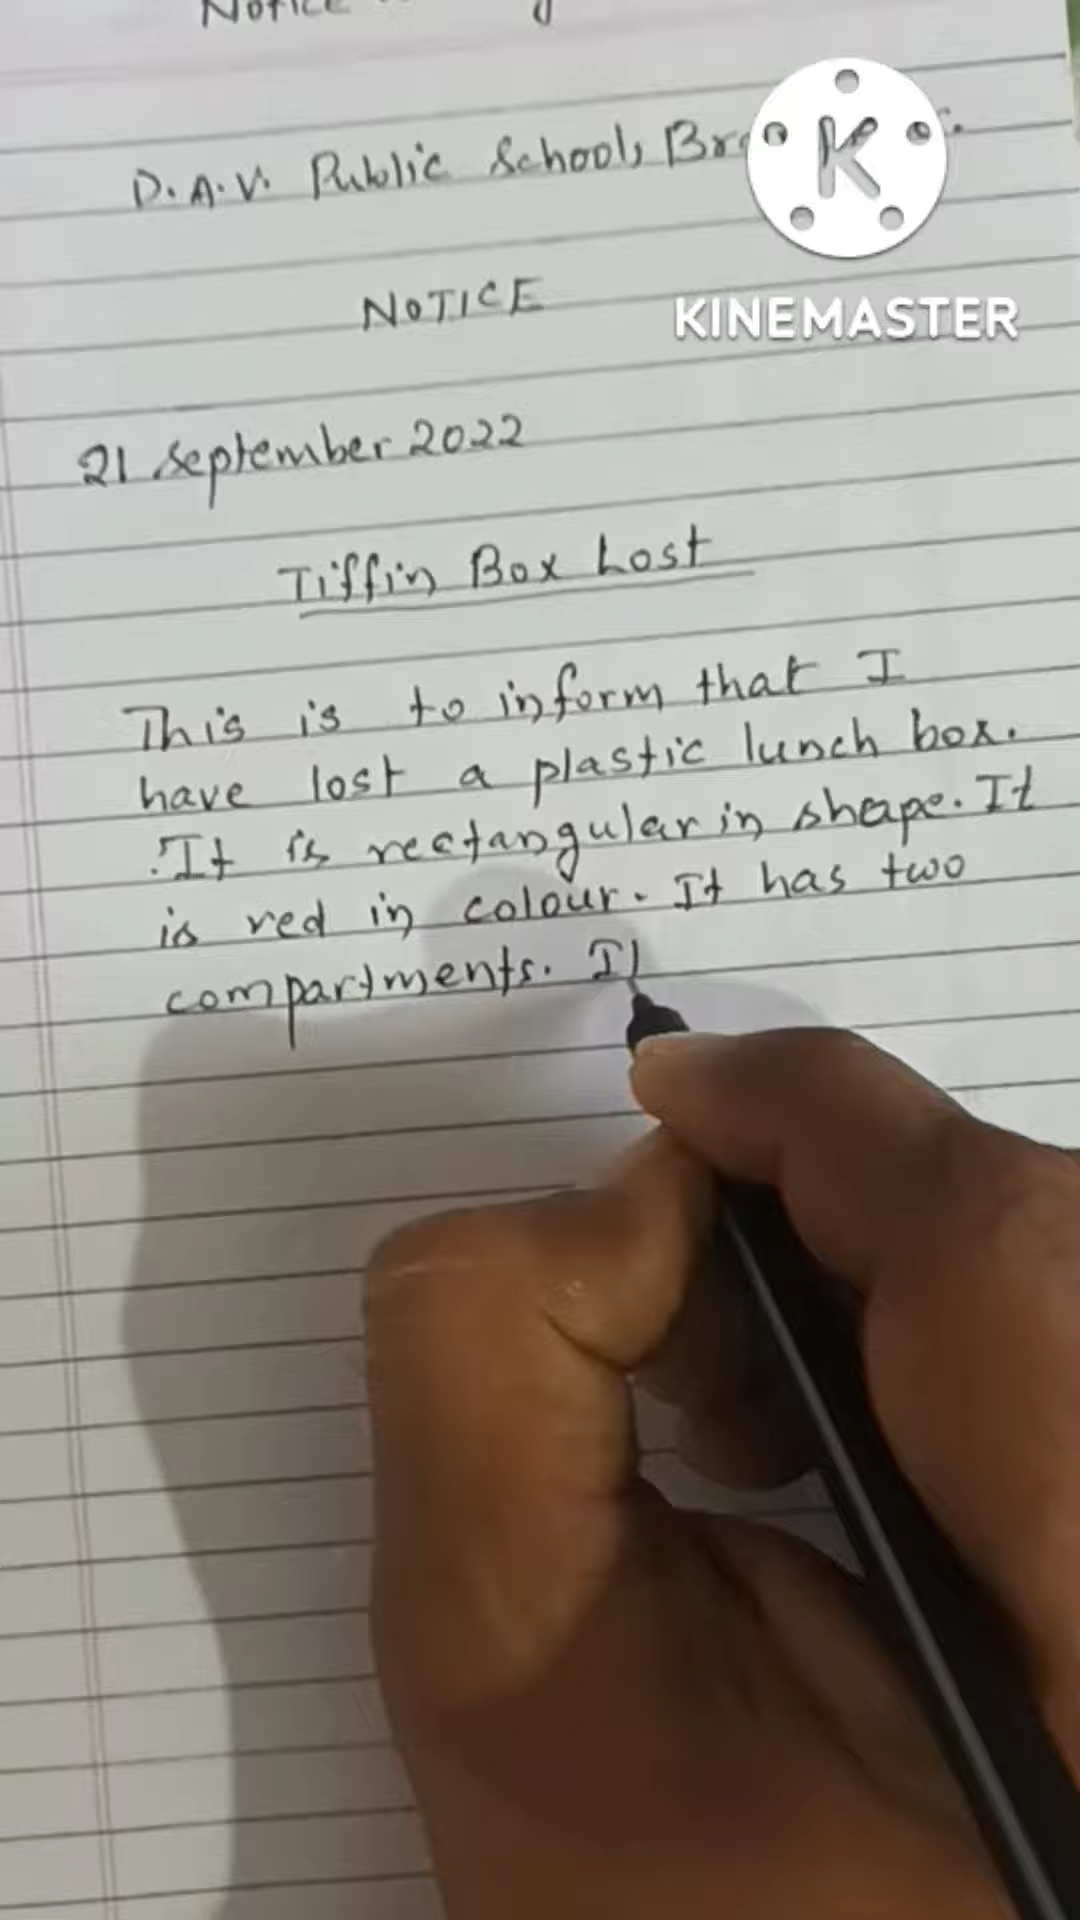 Notice
D.A.V. Public School,
NOTICE
KINEMASTER
21 September 2022
Tiffin Box Lost
This is to inform that I
have lost a plastic lunch box.
.It is rectangular in shape. It
is red in colour. It has two
compartments. I